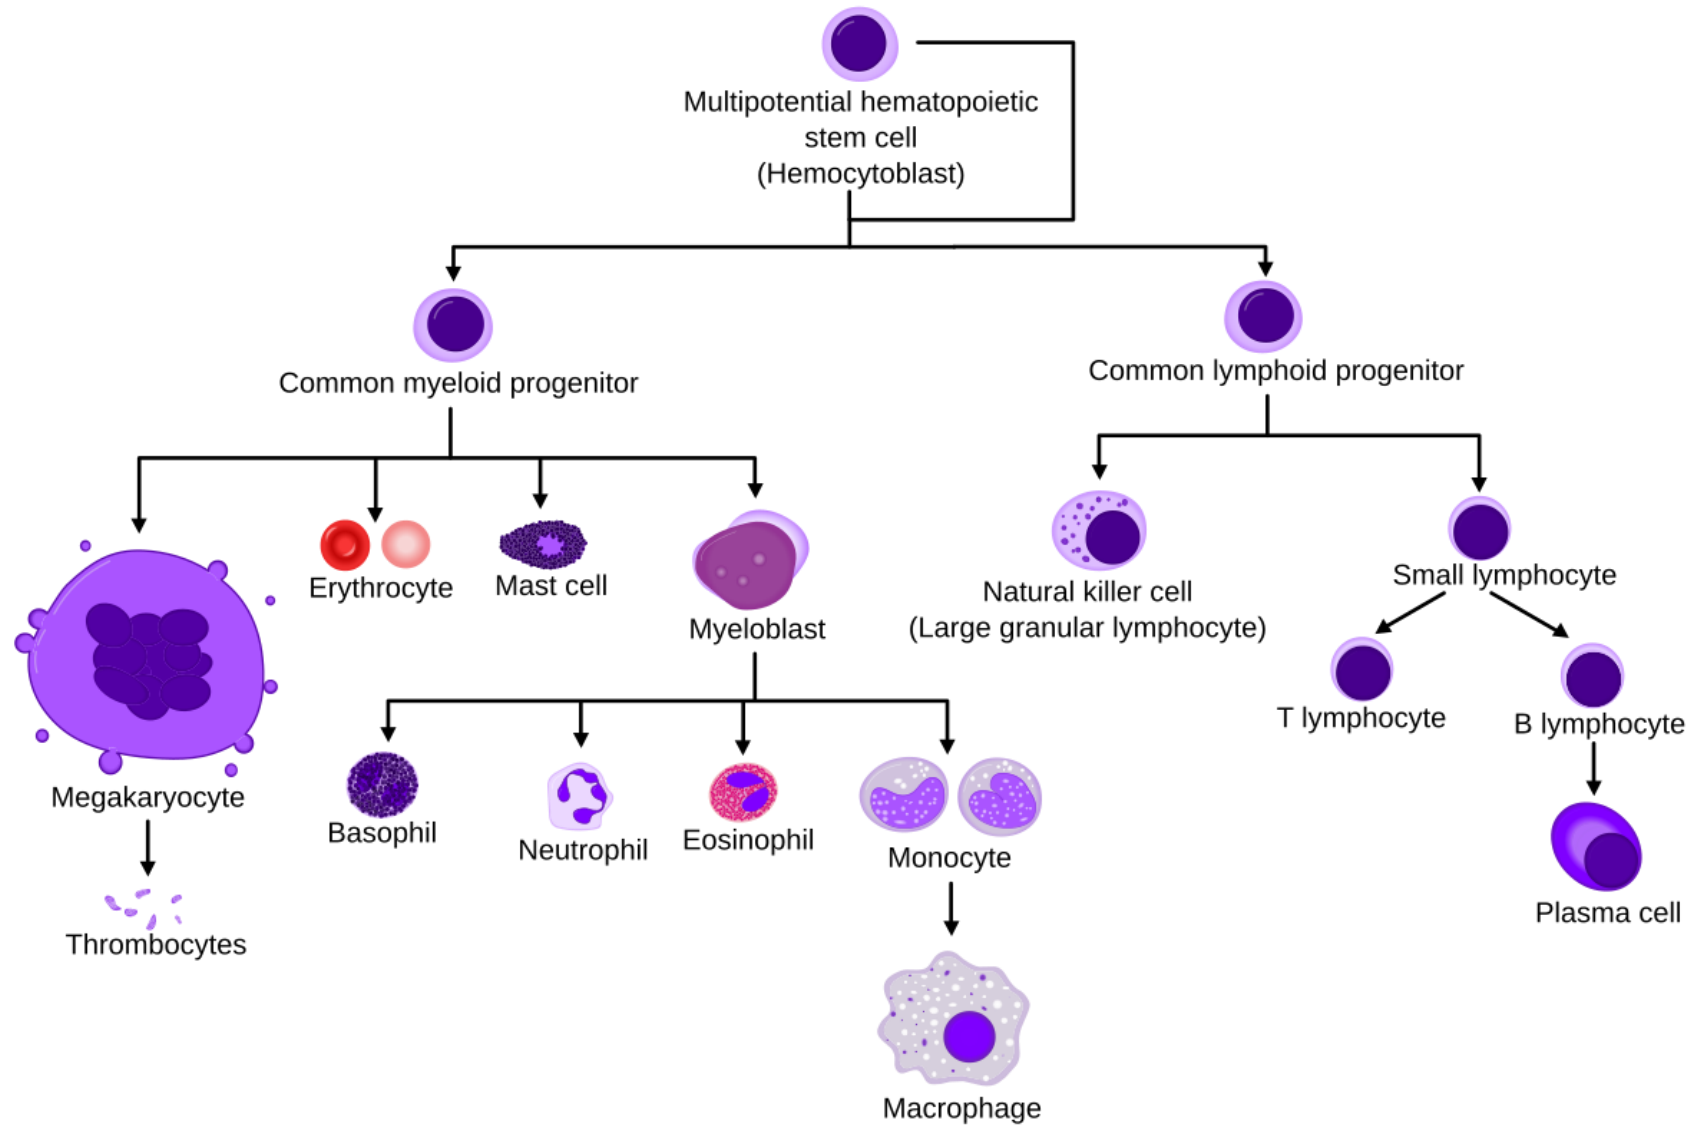 Multipotential hematopoietic
stem cell
(Hemocytoblast)
Common myeloid progenitor
Common lymphoid progenitor
Erythrocyte
Mast cell
Myeloblast
Natural killer cell
(Large granular lymphocyte)
Small lymphocyte
T lymphocyte
B lymphocyte
Megakaryocyte
Basophil
Neutrophil
Eosinophil
Monocyte
Plasma cell
Thrombocytes
Macrophage